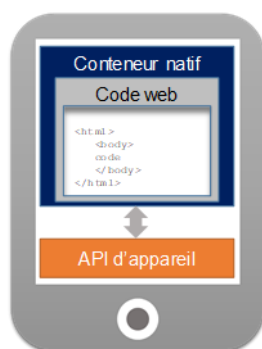 Conteneur natif
Code web
<html>
<body>
code
</body>
</html>
API d'appareil